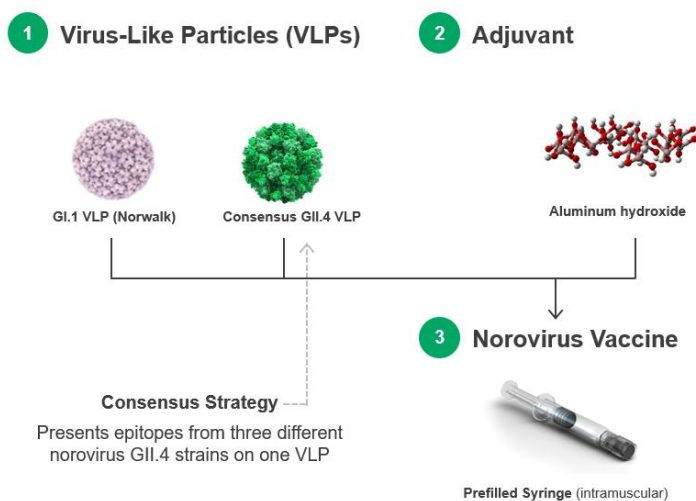 1 Virus-Like Particles (VLPs)
2 Adjuvant
GI.1 VLP (Norwalk)
Consensus GII.4 VLP
Aluminum hydroxide
3 Norovirus Vaccine
Consensus Strategy
Presents epitopes from three different
norovirus GII.4 strains on one VLP
Prefilled Syringe (intramuscular)